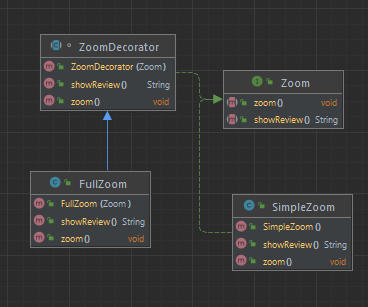 ZoomDecorator
ZoomDecorator (Zoom)
showReview() String
zoom() void
Zoom
zoom() void
showReview() String
FullZoom
FullZoom (Zoom)
showReview() String
zoom() void
SimpleZoom
SimpleZoom()
showReview() String
zoom() void